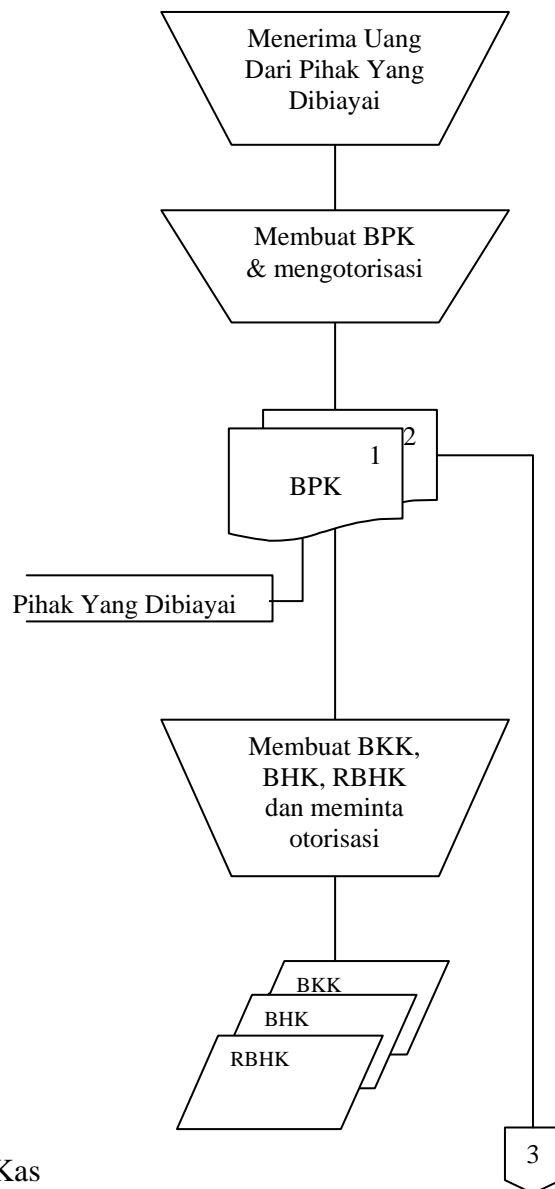 Menerima Uang
Dari Pihak Yang
Dibiayai
Membuat BPK
& mengotorisasi
2
1
BPK
Pihak Yang Dibiayai
Membuat BKK,
BHK, RBHK
dan meminta
otorisasi
BKK
BHK
RBHK
3
Kas